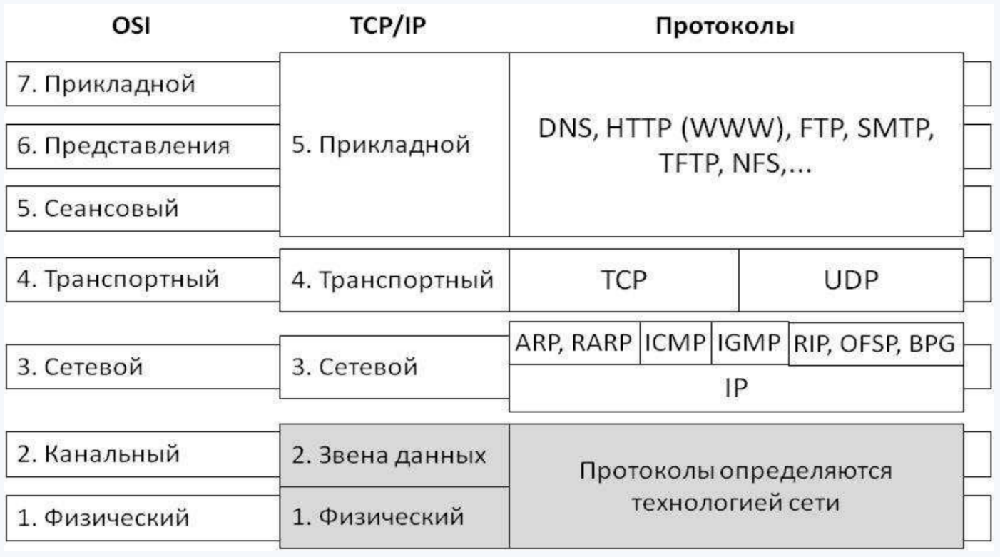 OSI
TCP/IP
Протоколы
7. Прикладной
6. Представления
5. Сеансовый
5. Прикладной
DNS, HTTP (WWW), FTP, SMTP,
TFTP, NFS,...
4. Транспортный
4. Транспортный
TCP
UDP
3. Сетевой
3. Сетевой
ARP, RARP
ICMP
IGMP
RIP, OFSP, BPG
IP
2. Канальный
2. Звена данных
1. Физический
1. Физический
Протоколы определяются
технологией сети